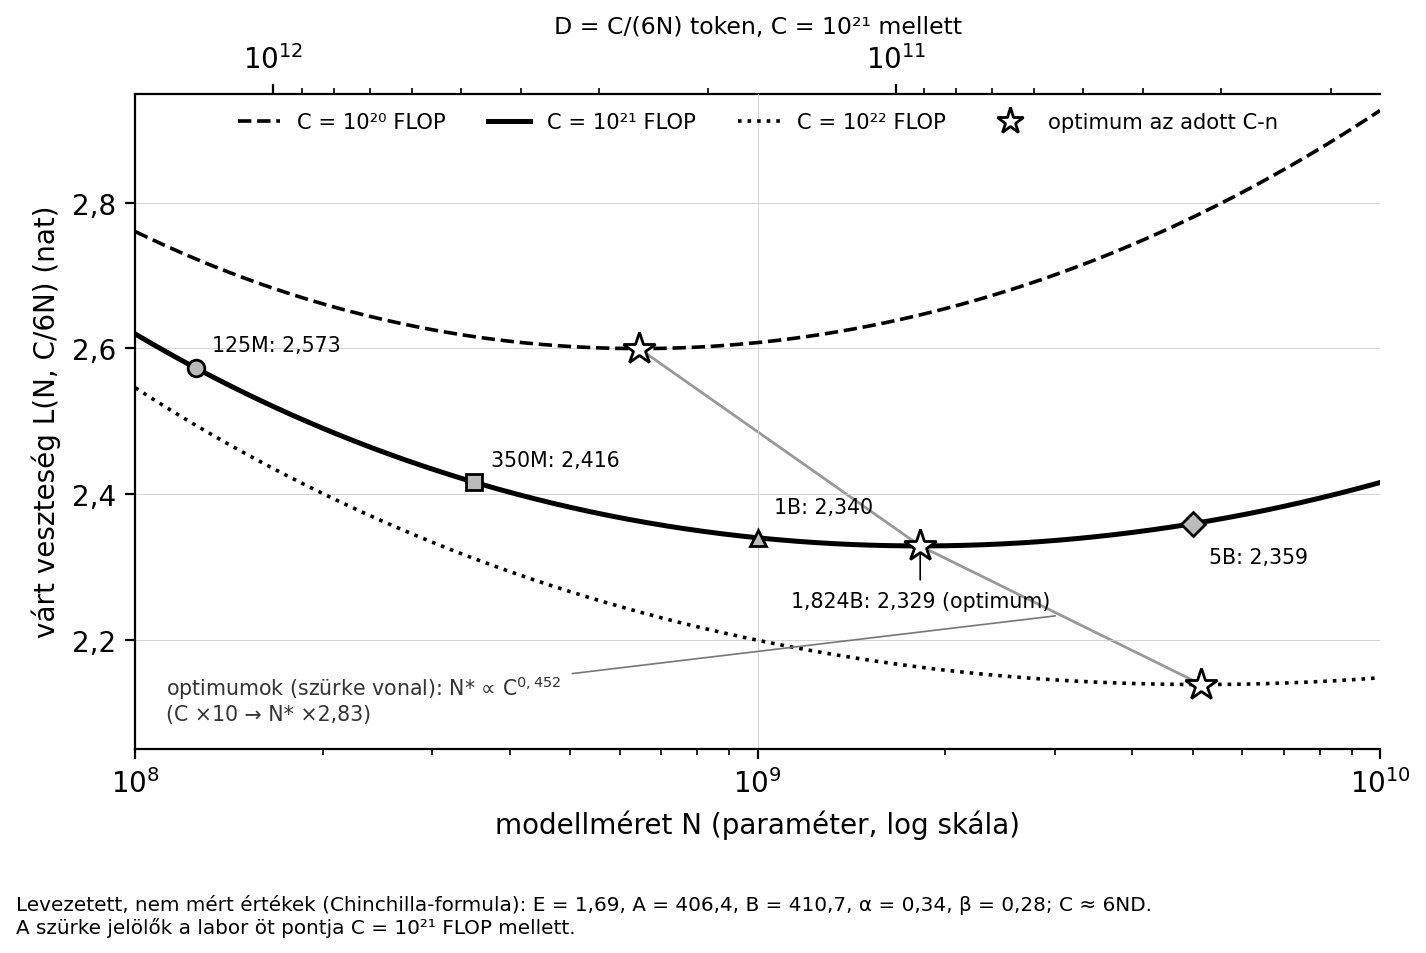 D = C/(6N) token, C = 10²¹ mellett
10¹² 10¹¹
C = 10²⁰ FLOP C = 10²¹ FLOP C = 10²² FLOP optimum az adott C-n
várt veszteség L(N, C/6N) (nat)
2,8
2,6
2,4
2,2
125M: 2,573
350M: 2,416
1B: 2,340
5B: 2,359
1,824B: 2,329 (optimum)
optimumok (szürke vonal): N* ∝ C⁰,⁴⁵²
(C ×10 → N* ×2,83)
10⁸ 10⁹ 10¹⁰
modellméret N (paraméter, log skála)
Levezetett, nem mért értékek (Chinchilla-formula): E = 1,69, A = 406,4, B = 410,7, α = 0,34, β = 0,28; C ≈ 6ND.
A szürke jelölők a labor öt pontja C = 10²¹ FLOP mellett.